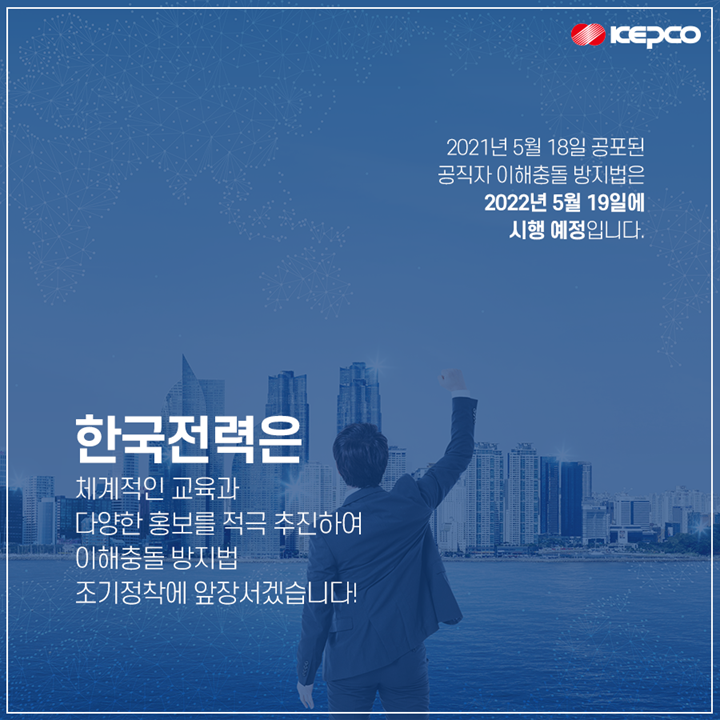 KEPCO
2021년 5월 18일 공포된
공직자 이해충돌 방지법은
2022년 5월 19일에
시행 예정입니다.
한국전력은
체계적인 교육과
다양한 홍보를 적극 추진하여
이해충돌 방지법
조기정착에 앞장서겠습니다!